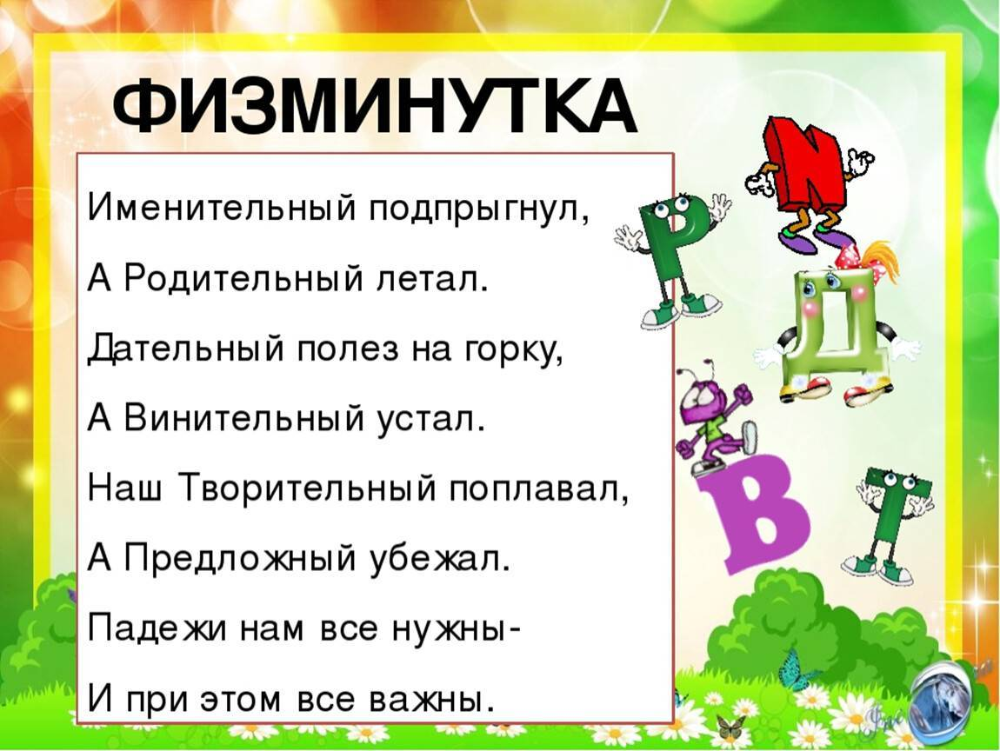 ФИЗМИНУТКА
Именительный подпрыгнул,
А Родительный летал.
Дательный полез на горку,
А Винительный устал.
Наш Творительный поплавал,
А Предложный убежал.
Падежи нам все нужны-
И при этом все важны.
N
Р
Д
В
Т